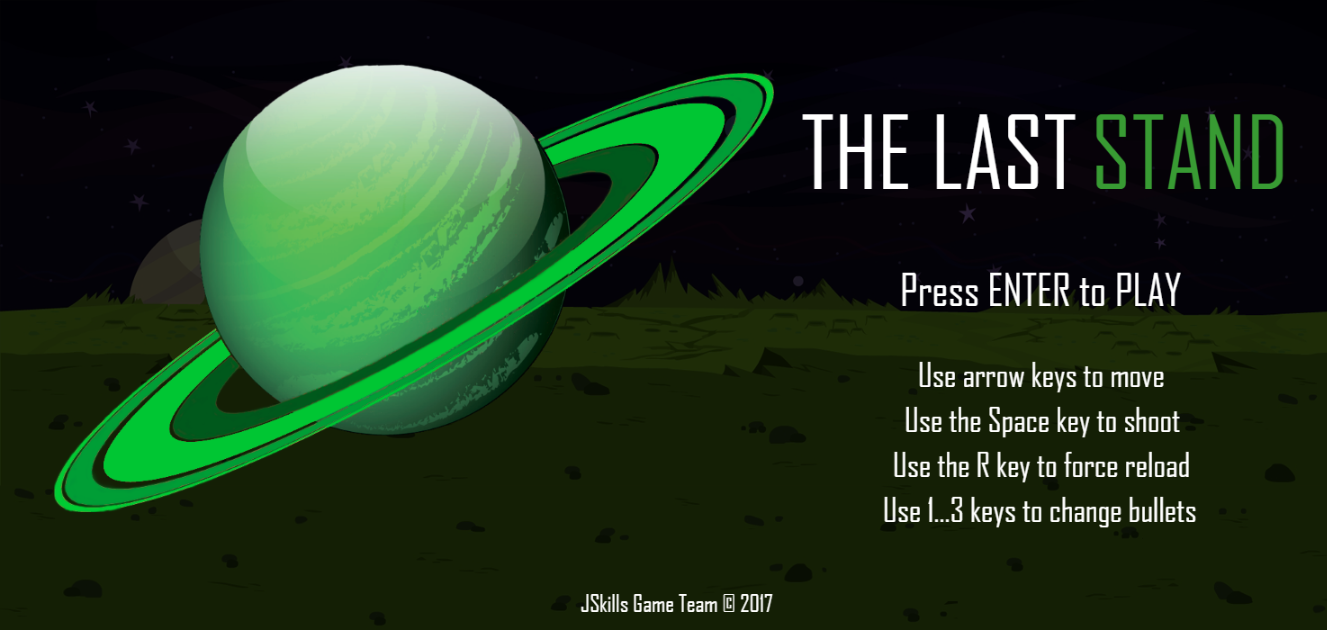 THE LAST STAND
Press ENTER to PLAY
Use arrow keys to move
Use the Space key to shoot
Use the R key to force reload
Use 1...3 keys to change bullets
JSkills Game Team © 2017